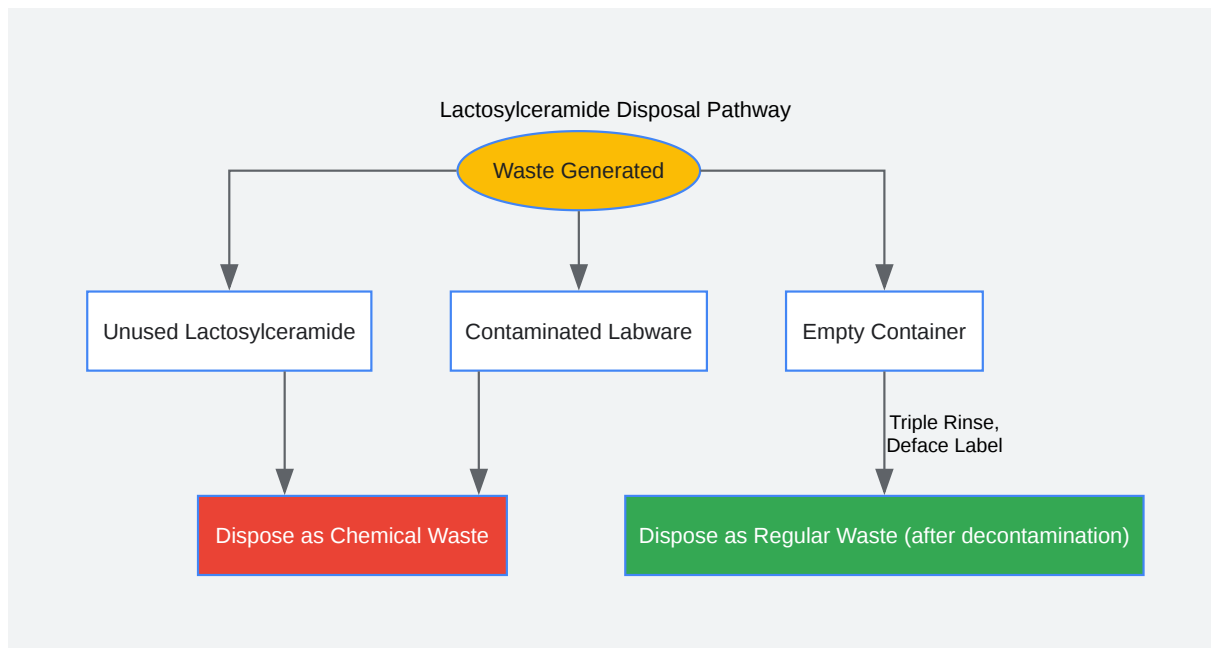 Lactosylceramide Disposal Pathway
Waste Generated
Unused Lactosylceramide
Contaminated Labware
Empty Container
Triple Rinse,
Deface Label
Dispose as Chemical Waste
Dispose as Regular Waste (after decontamination)